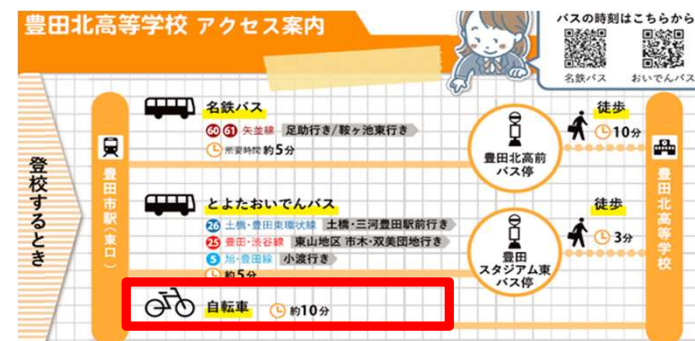 豊田北高等学校 アクセス案内
バスの時刻はこちらから
名鉄バス
おいでんバス
登校するとき
豊田市駅(東口)
名鉄バス
60 61 矢並線 足助行き/鞍ヶ池東行き
所要時間 約5分
豊田北高前
バス停
徒歩
10分
豊田北高等学校
とよたおいでんバス
26 土橋・豊田東環状線 土橋・三河豊田駅前行き
25 豊田・渋谷線 東山地区 市木・双美団地行き
5 旭・豊田線 小渡行き
約5分
豊田
スタジアム東
バス停
徒歩
3分
自転車 約10分